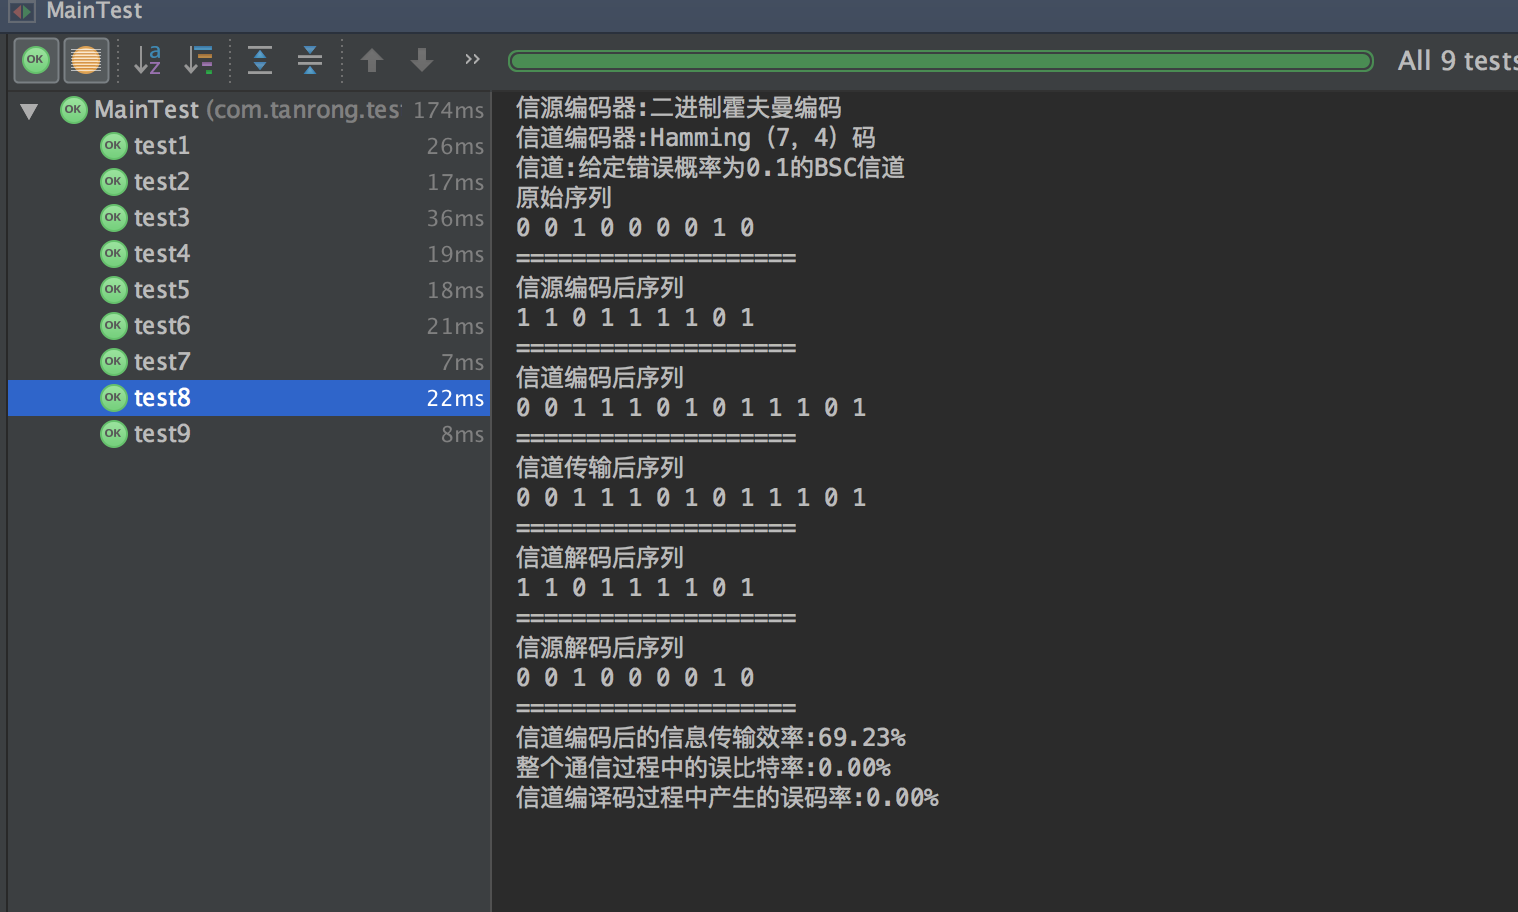 MainTest
All 9 tests
MainTest (com.tanrong.tes 174ms
OK test1 26ms
OK test2 17ms
OK test3 36ms
OK test4 19ms
OK test5 18ms
OK test6 21ms
OK test7 7ms
OK test8 22ms
OK test9 8ms
信源编码器:二进制霍夫曼编码
信道编码器:Hamming（7，4）码
信道:给定错误概率为0.1的BSC信道
原始序列
0 0 1 0 0 0 0 1 0
====================
信源编码后序列
1 1 0 1 1 1 1 0 1
====================
信道编码后序列
0 0 1 1 1 0 1 0 1 1 1 0 1
====================
信道传输后序列
0 0 1 1 1 0 1 0 1 1 1 0 1
====================
信道解码后序列
1 1 0 1 1 1 1 0 1
====================
信源解码后序列
0 0 1 0 0 0 0 1 0
====================
信道编码后的信息传输效率:69.23%
整个通信过程中的误比特率:0.00%
信道编译码过程中产生的误码率:0.00%